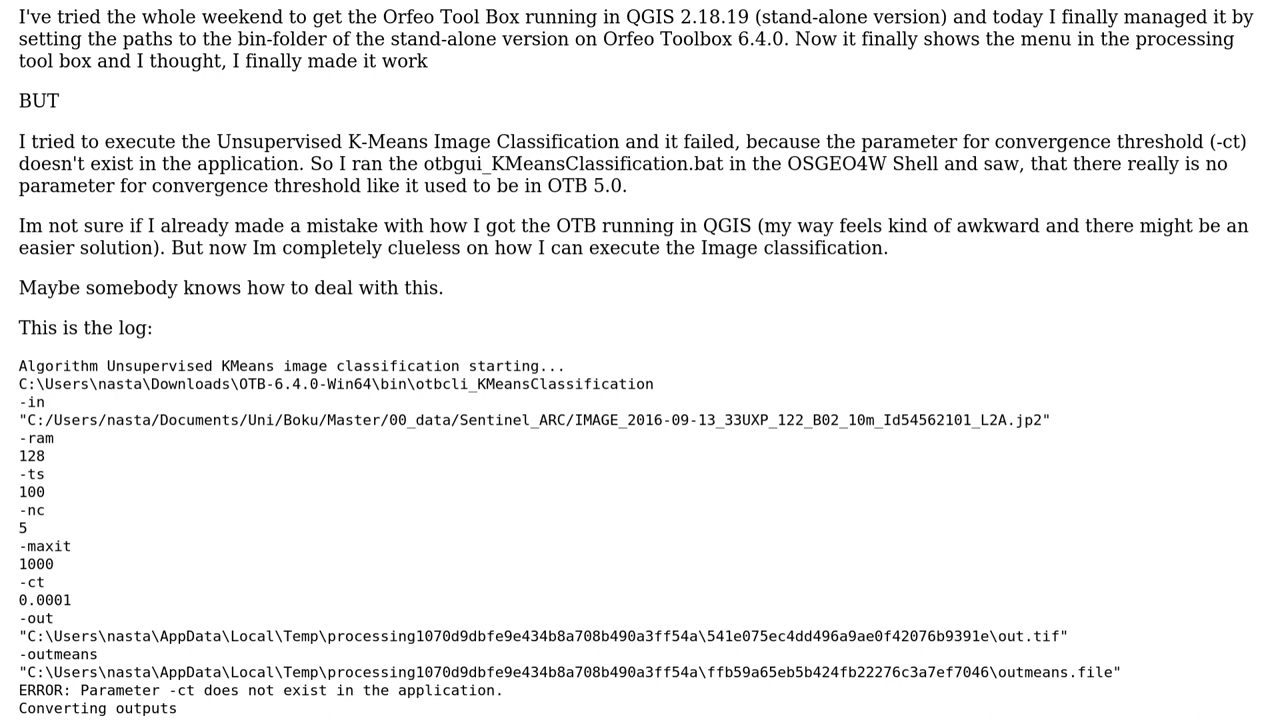 I've tried the whole weekend to get the Orfeo Tool Box running in QGIS 2.18.19 (stand-alone version) and today I finally managed it by
setting the paths to the bin-folder of the stand-alone version on Orfeo Toolbox 6.4.0. Now it finally shows the menu in the processing
tool box and I thought, I finally made it work
BUT
I tried to execute the Unsupervised K-Means Image Classification and it failed, because the parameter for convergence threshold (-ct)
doesn't exist in the application. So I ran the otbgui_KMeansClassification.bat in the OSGEO4W Shell and saw, that there really is no
parameter for convergence threshold like it used to be in OTB 5.0.
Im not sure if I already made a mistake with how I got the OTB running in QGIS (my way feels kind of awkward and there might be an
easier solution). But now Im completely clueless on how I can execute the Image classification.
Maybe somebody knows how to deal with this.
This is the log:
Algorithm Unsupervised KMeans image classification starting...
C:\Users\nasta\Downloads\OTB-6.4.0-Win64\bin\otbcli_KMeansClassification
-in
"C:/Users/nasta/Documents/Uni/Boku/Master/00_data/Sentinel_ARC/IMAGE_2016-09-13_33UXP_122_B02_10m_Id54562101_L2A.jp2"
-ram
128
-ts
100
-nc
5
-maxit
1000
-ct
0.0001
-out
"C:\Users\nasta\AppData\Local\Temp\processing1070d9dbfe9e434b8a708b490a3ff54a\541e075ec4dd496a9ae0f42076b9391e\out.tif"
-outmeans
"C:\Users\nasta\AppData\Local\Temp\processing1070d9dbfe9e434b8a708b490a3ff54a\ffb59a65eb5b424fb22276c3a7ef7046\outmeans.file"
ERROR: Parameter -ct does not exist in the application.
Converting outputs